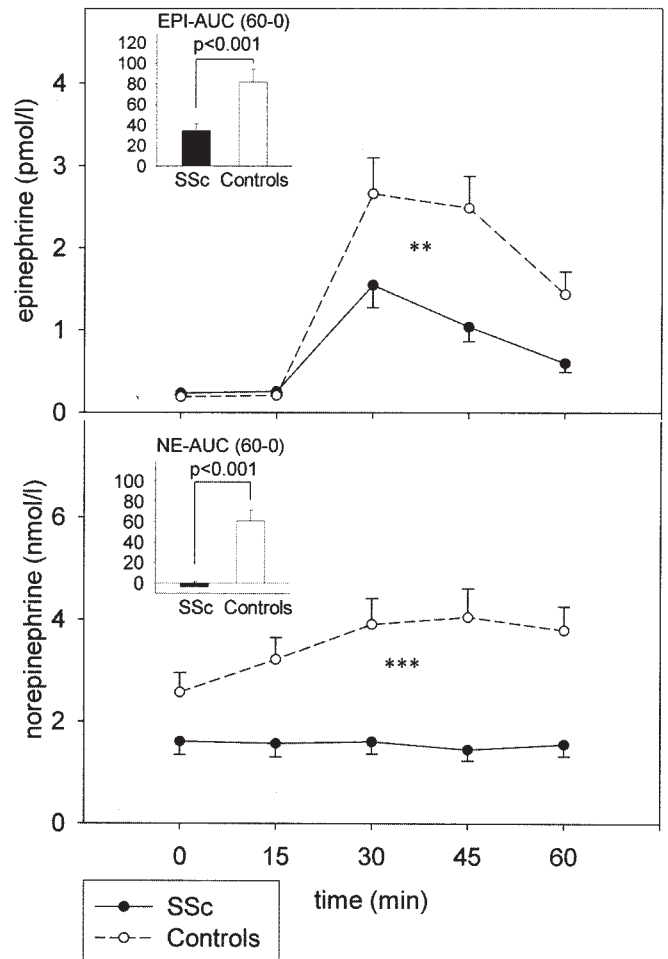 EPI-AUC (60-0)
p<0.001
120
100
80
60
40
20
0
SSc Controls
4
3
2
1
0
epinephrine (pmol/l)
**
NE-AUC (60-0)
p<0.001
100
80
60
40
20
0
SSc Controls
6
4
2
0
norepinephrine (nmol/l)
***
0 15 30 45 60
time (min)
SSc
Controls